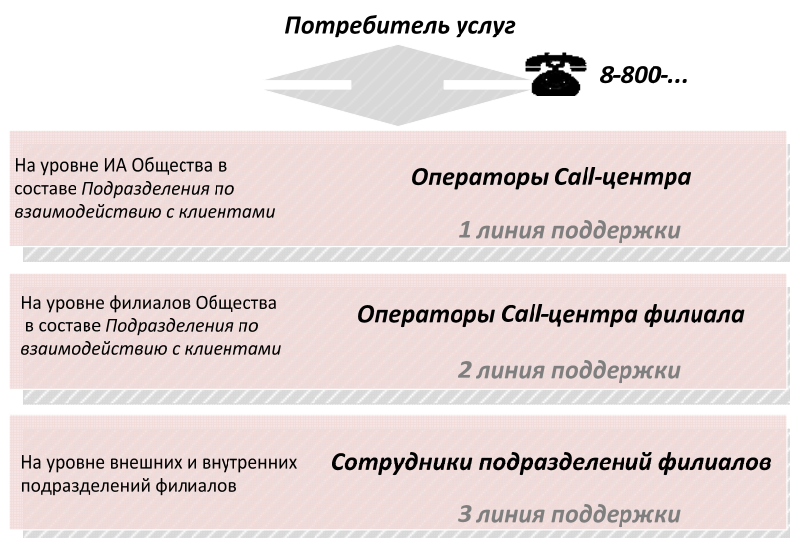 Потребитель услуг
8-800-...
На уровне ИА Общества в
составе Подразделения по
взаимодействию с клиентами
Операторы Call-центра
1 линия поддержки
На уровне филиалов Общества
в составе Подразделения по
взаимодействию с клиентами
Операторы Call-центра филиала
2 линия поддержки
На уровне внешних и внутренних
подразделений филиалов
Сотрудники подразделений филиалов
3 линия поддержки